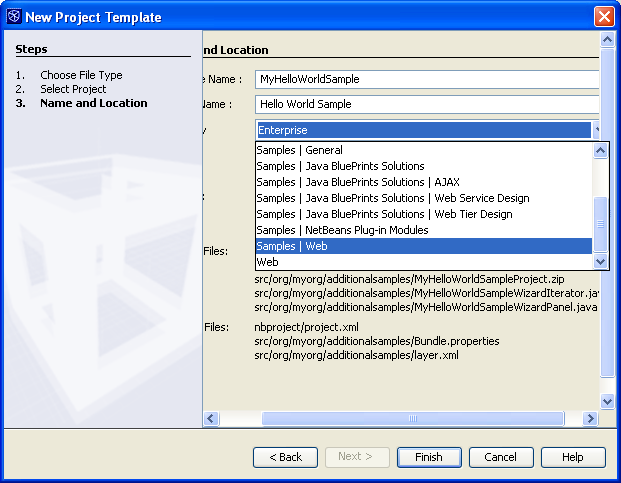 New Project Template
Steps
1. Choose File Type
2. Select Project
3. Name and Location
nd Location
e Name : MyHelloWorldSample
Name : Hello World Sample
y Enterprise
Samples | General
Samples | Java BluePrints Solutions
Samples | Java BluePrints Solutions | AJAX
Samples | Java BluePrints Solutions | Web Service Design
Samples | Java BluePrints Solutions | Web Tier Design
Samples | NetBeans Plug-in Modules
Samples | Web
Web
Files:
src/org/myorg/additionalsamples/MyHelloWorldSampleProject.zip
src/org/myorg/additionalsamples/MyHelloWorldSampleWizardIterator.jav
src/org/myorg/additionalsamples/MyHelloWorldSampleWizardPanel.java
Files: nbproject/project.xml
src/org/myorg/additionalsamples/Bundle.properties
src/org/myorg/additionalsamples/layer.xml
< Back Next > Finish Cancel Help